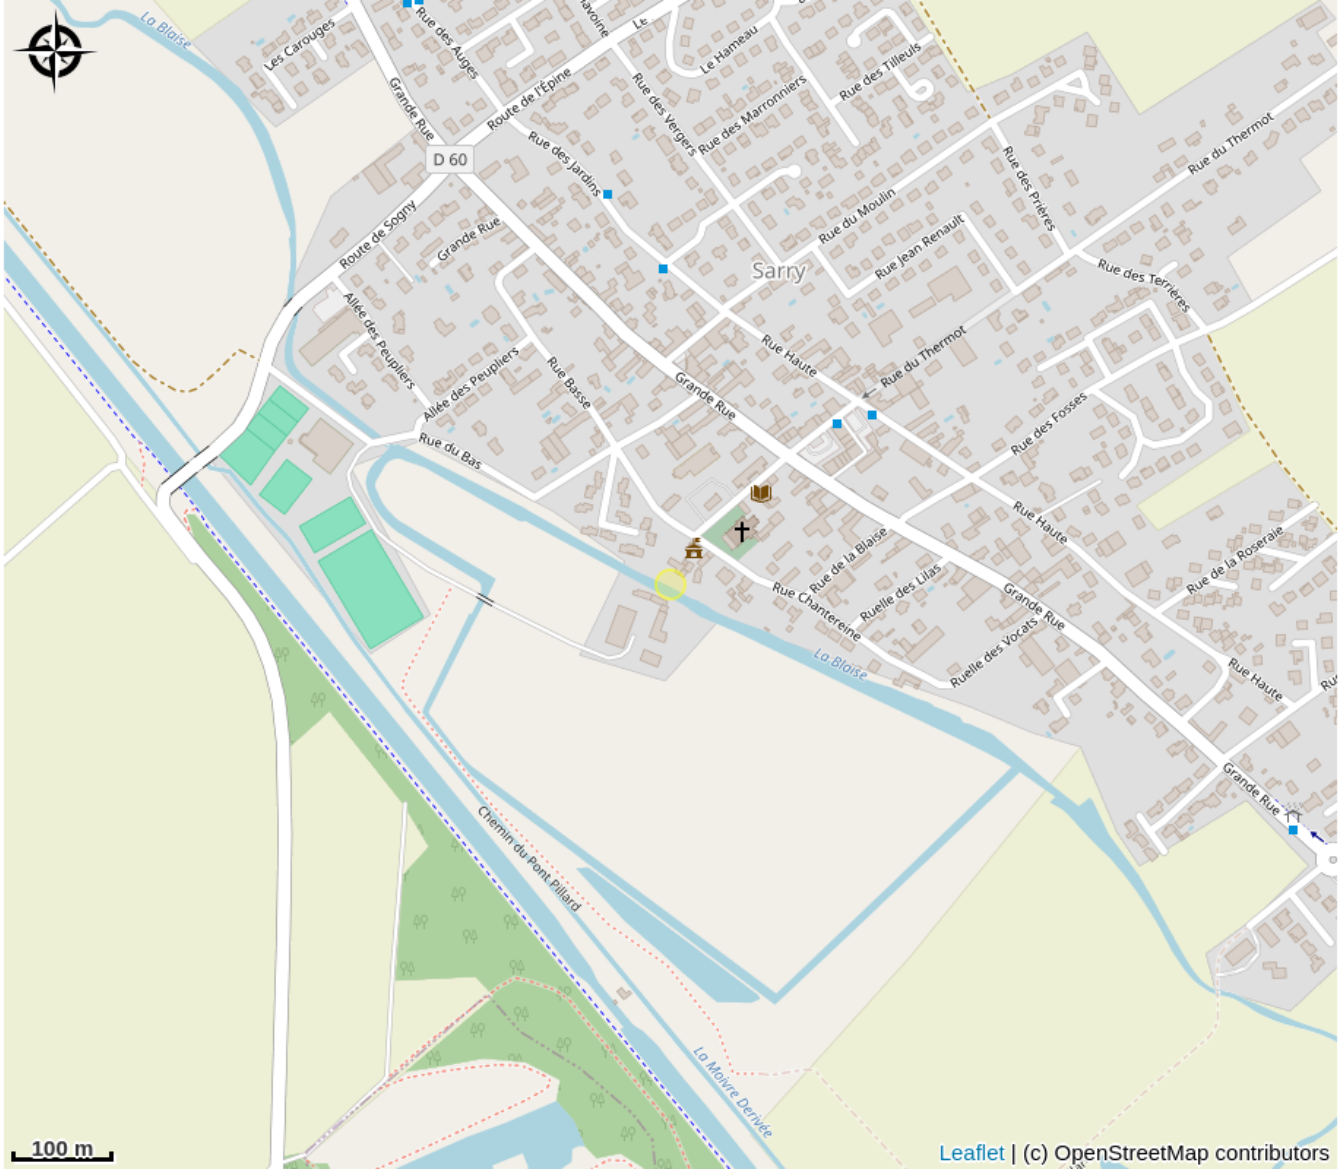 La Blaise
Les Carouges
Rue des Auges
Le
Le Hameau
Rue des Tilleuls
Grande Rue
Route de l'Épine
Rue des Vergers
Rue des Marronniers
D 60
Rue des Jardins
Rue du Thermot
Rue des Prières
Rue du Moulin
Route de Sogny
Grande Rue
Rue Jean Renault
Sarry
Rue des Terrières
Allée des Peupliers
Rue Haute
Rue du Thermot
Allée des Peupliers
Rue Basse
Grande Rue
Rue des Fosses
Rue du Bas
Rue Haute
Rue de la Blaise
Rue de la Roseraie
Ruelle des Lilas
Rue Chantereine
Grande Rue
Ruelle des Vocats
La Blaise
Rue Haute
Grande Rue
Chemin du Pont Pillard
La Moivre Derivée
100 m
Leaflet | (c) OpenStreetMap contributors